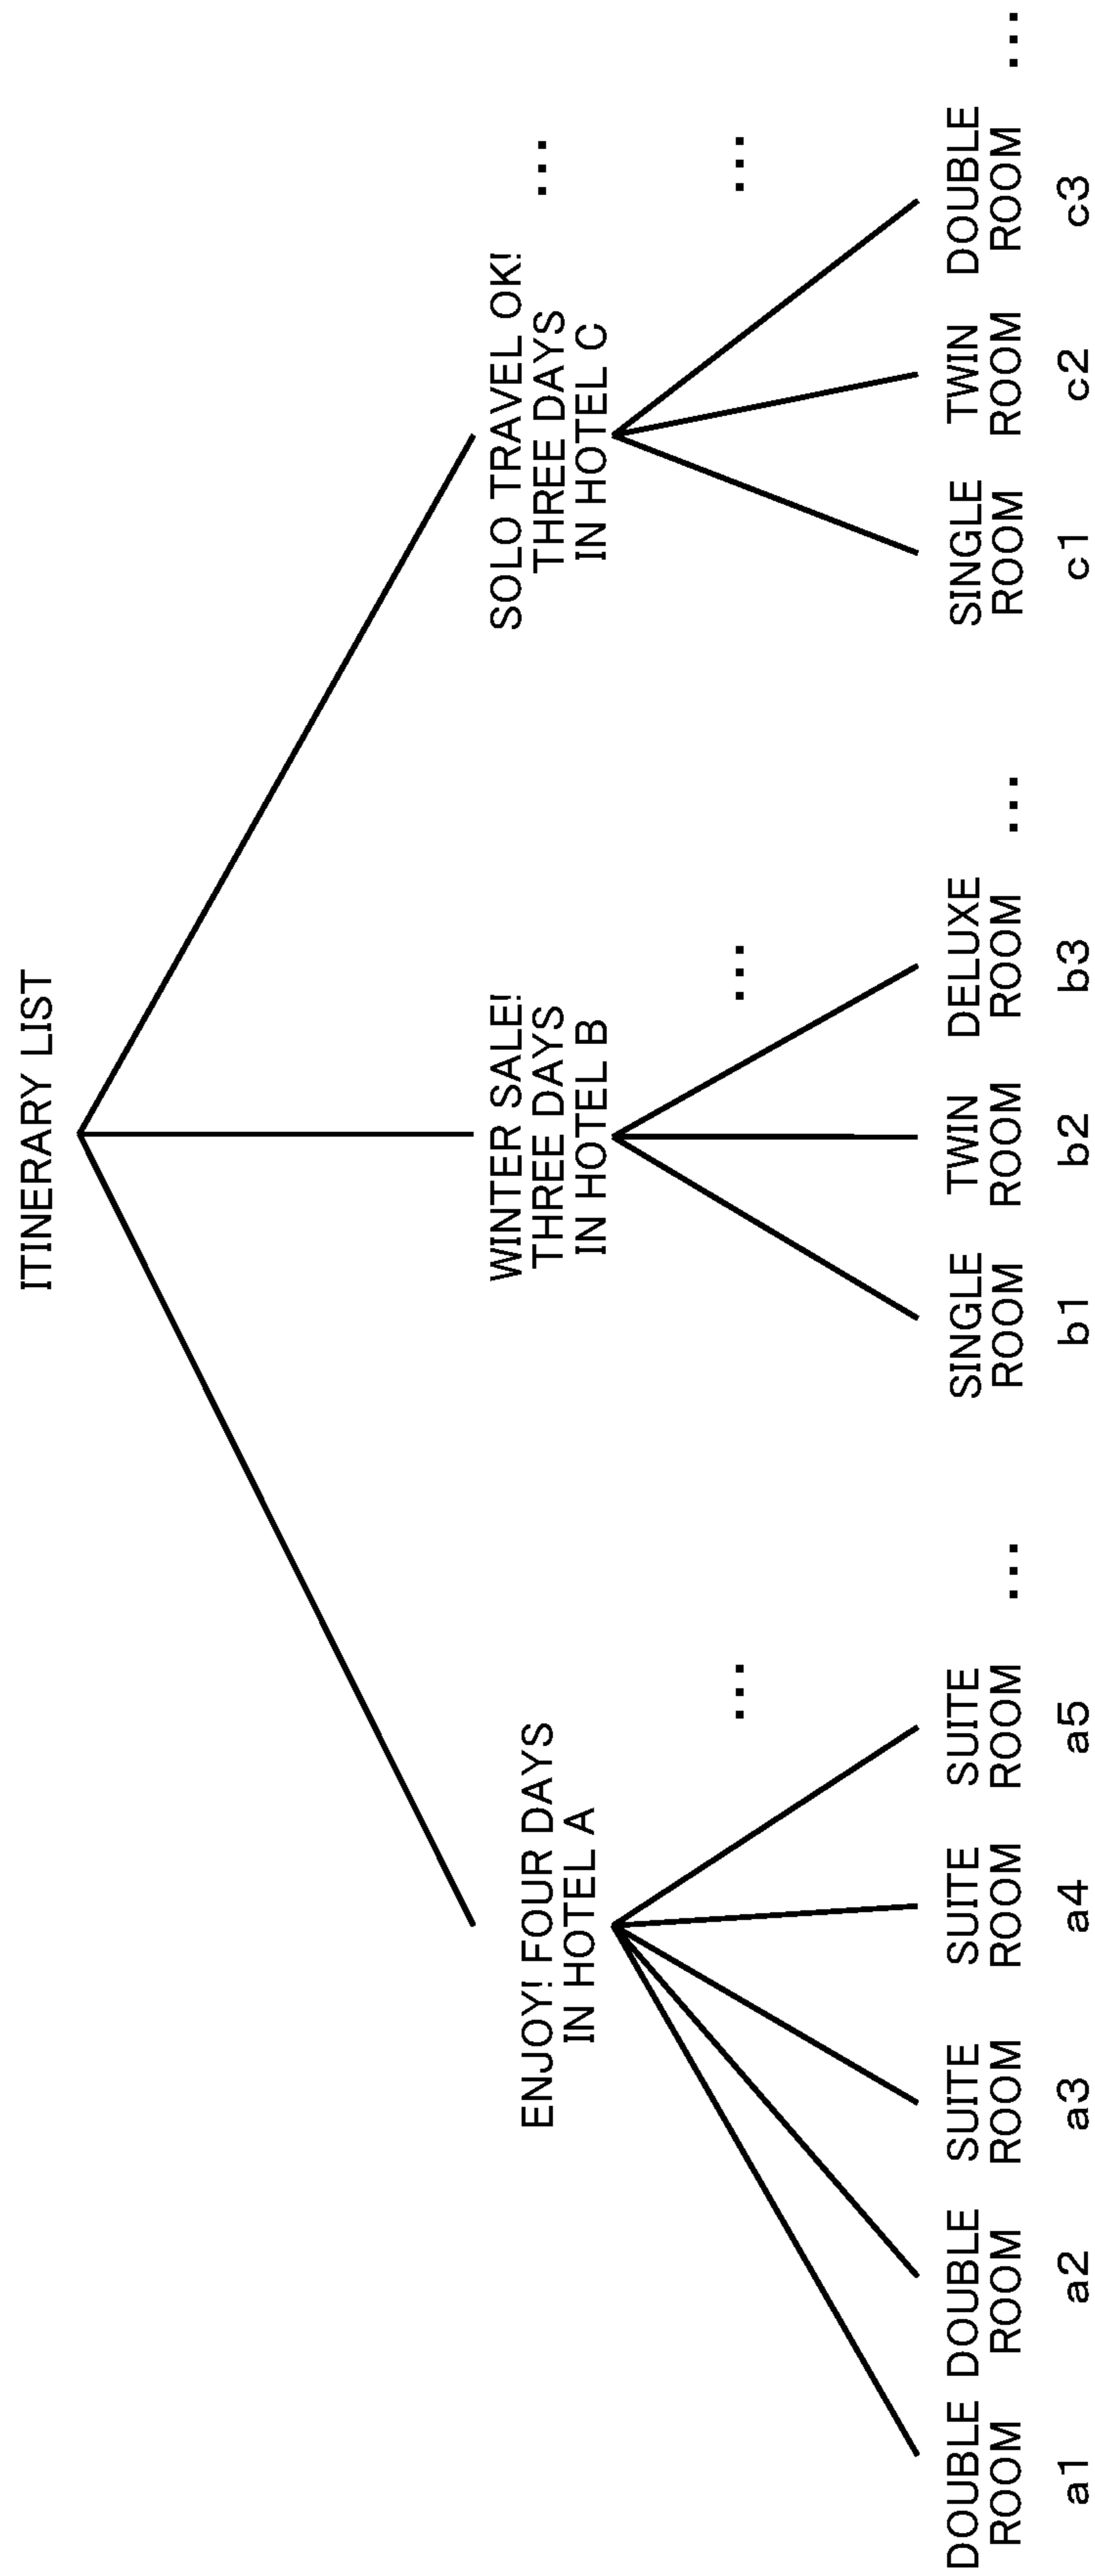 ITINERARY LIST
ENJOY! FOUR DAYS
IN HOTEL A
WINTER SALE!
THREE DAYS
IN HOTEL B
SOLO TRAVEL OK!
THREE DAYS
IN HOTEL C
...
...
...
...
DOUBLE
ROOM
a1
DOUBLE
ROOM
a2
SUITE
ROOM
a3
SUITE
ROOM
a4
SUITE
ROOM
a5
...
SINGLE
ROOM
b1
TWIN
ROOM
b2
DELUXE
ROOM
b3
...
SINGLE
ROOM
c1
TWIN
ROOM
c2
DOUBLE
ROOM
c3
...